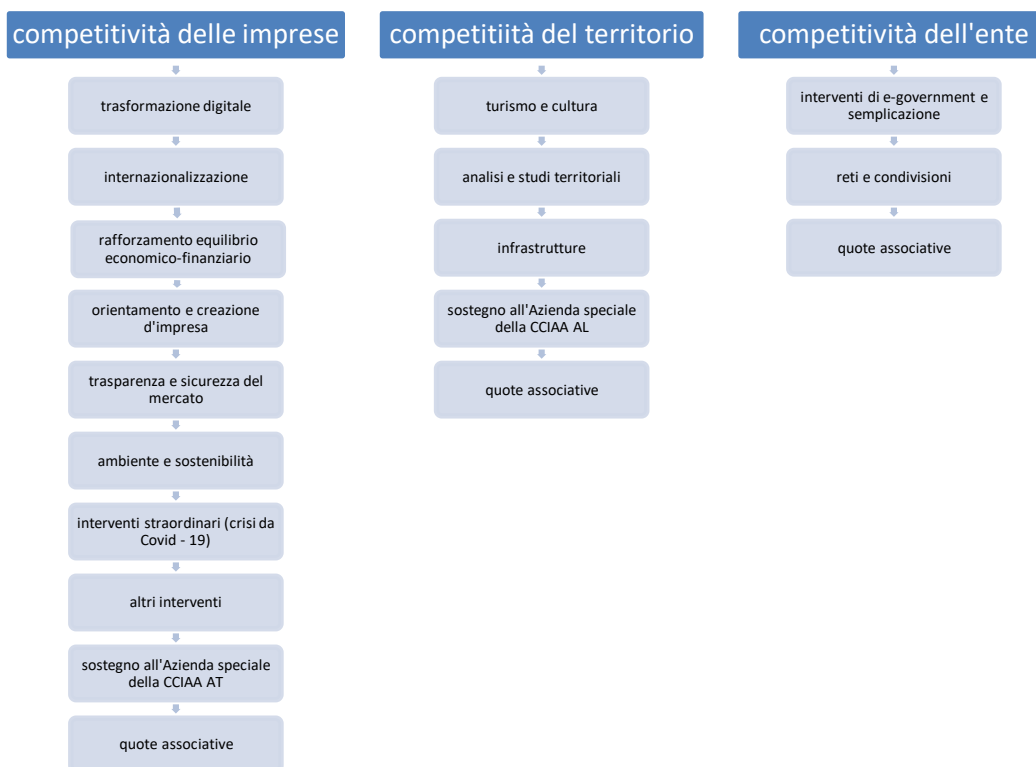 competitività delle imprese
trasformazione digitale
internazionalizzazione
rafforzamento equilibrio
economico-finanziario
orientamento e creazione
d'impresa
trasparenza e sicurezza del
mercato
ambiente e sostenibilità
interventi straordinari (crisi da
Covid - 19)
altri interventi
sostegno all'Azienda speciale
della CCIAA AT
quote associative
competitiità del territorio
turismo e cultura
analisi e studi territoriali
infrastrutture
sostegno all'Azienda speciale
della CCIAA AL
quote associative
competitività dell'ente
interventi di e-government e
semplicazione
reti e condivisioni
quote associative